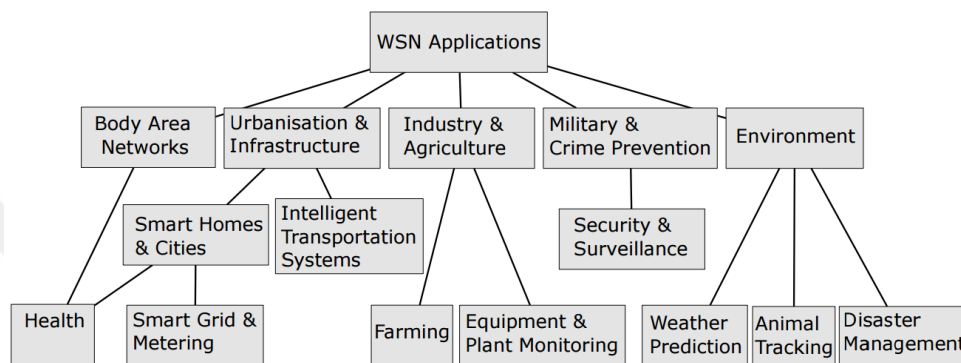 WSN Applications
Body Area
Networks
Urbanisation &
Infrastructure
Industry &
Agriculture
Military &
Crime Prevention
Environment
Smart Homes
& Cities
Intelligent
Transportation
Systems
Security &
Surveillance
Health
Smart Grid &
Metering
Farming
Equipment &
Plant Monitoring
Weather
Prediction
Animal
Tracking
Disaster
Management